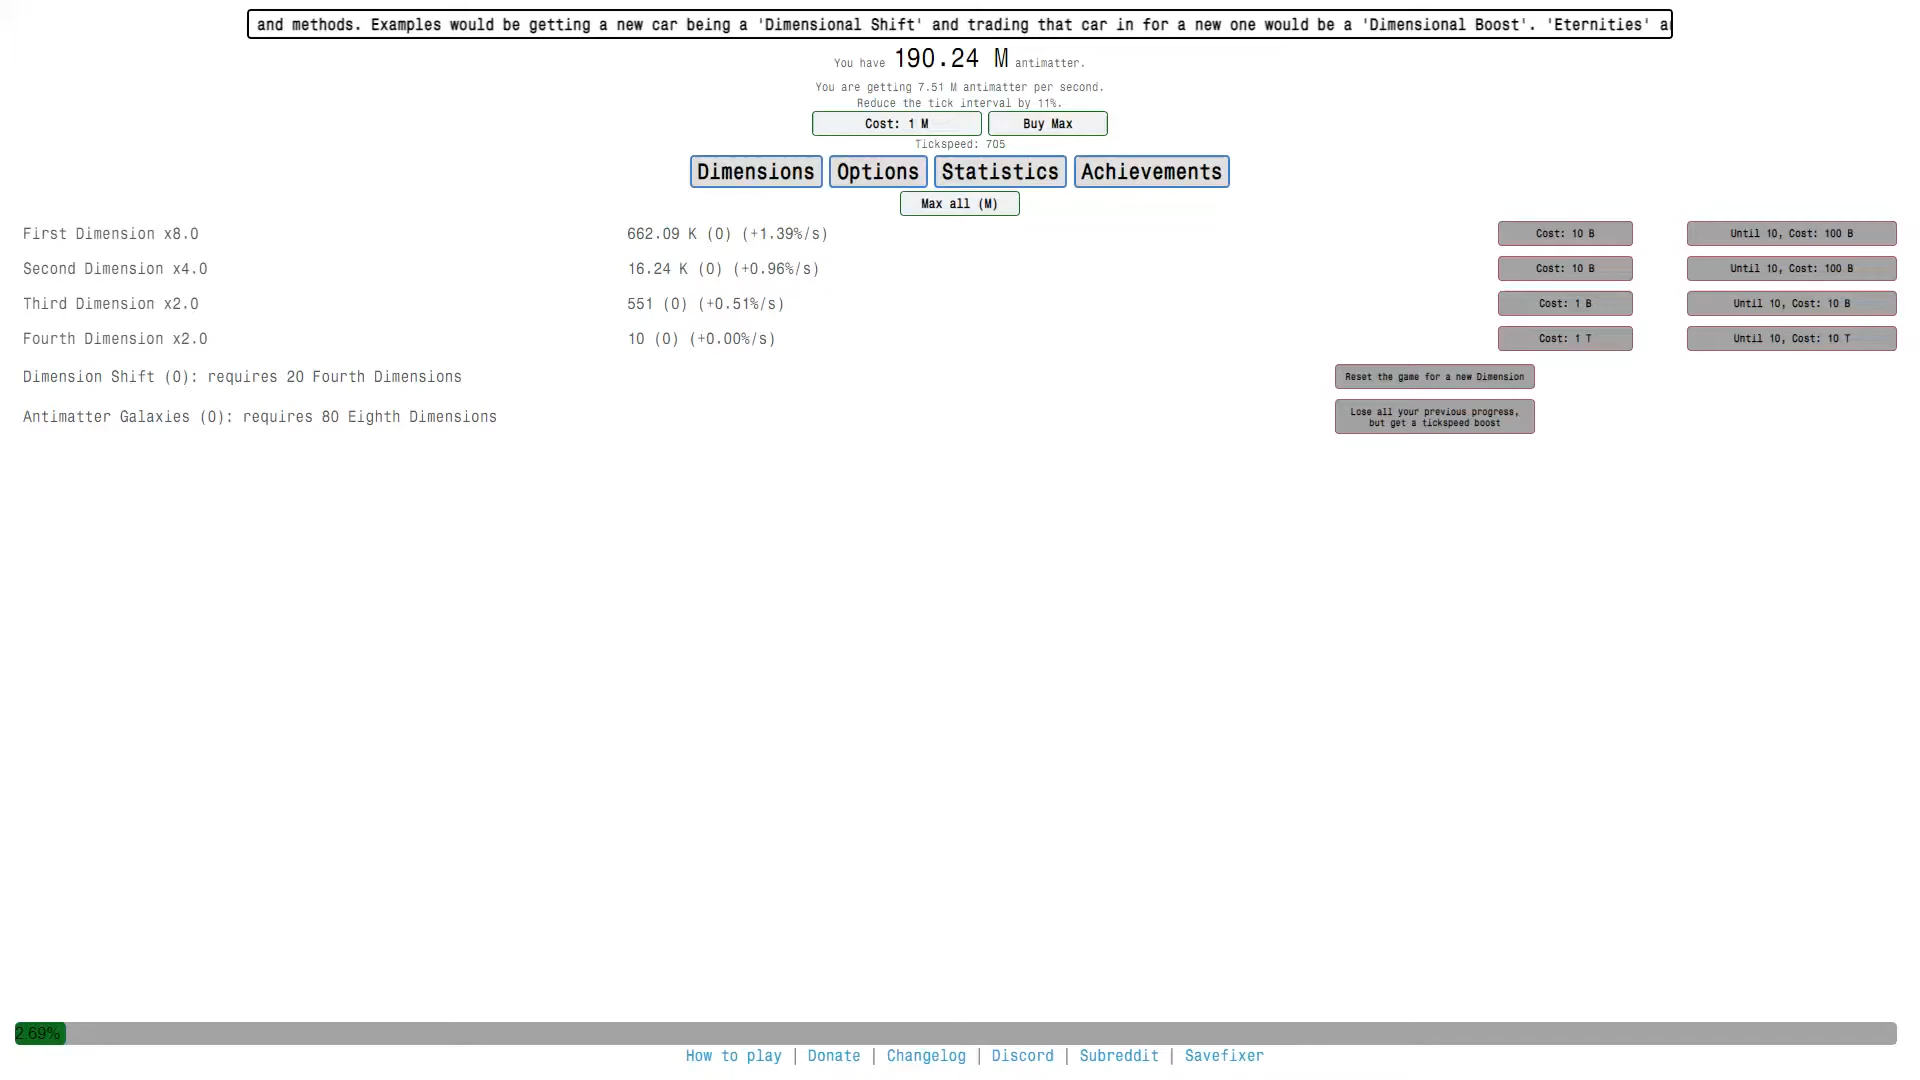 and methods. Examples would be getting a new car being a 'Dimensional Shift' and trading that car in for a new one would be a 'Dimensional Boost'. 'Eternities'
You have 190.24 M antimatter.
You are getting 7.51 M antimatter per second.
Reduce the tick interval by 11%.
Cost: 1 M Buy Max
Tickspeed: 705
Dimensions Options Statistics Achievements
Max all (M)
First Dimension x8.0 662.09 K (0) (+1.39%/s) Cost: 10 B Until 10, Cost: 100 B
Second Dimension x4.0 16.24 K (0) (+0.96%/s) Cost: 10 B Until 10, Cost: 100 B
Third Dimension x2.0 551 (0) (+0.51%/s) Cost: 1 B Until 10, Cost: 10 B
Fourth Dimension x2.0 10 (0) (+0.00%/s) Cost: 1 T Until 10, Cost: 10 T
Dimension Shift (0): requires 20 Fourth Dimensions Reset the game for a new Dimension
Antimatter Galaxies (0): requires 80 Eighth Dimensions Lose all your previous progress,
but get a tickspeed boost
2.69%
How to play | Donate | Changelog | Discord | Subreddit | Savefixer